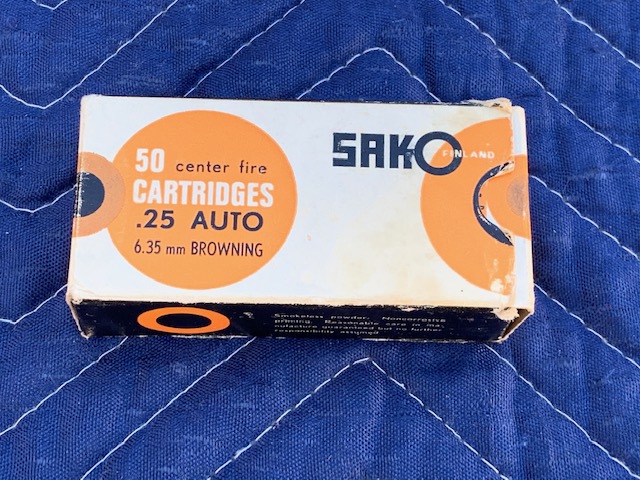 50 center fire
CARTRIDGES
.25 AUTO
6.35 mm BROWNING
SAKO
FINLAND
Smokeless powder. Noncorrosive
priming. Reasonable care in ma-
nufacture guaranteed but no further
responsibility assumed